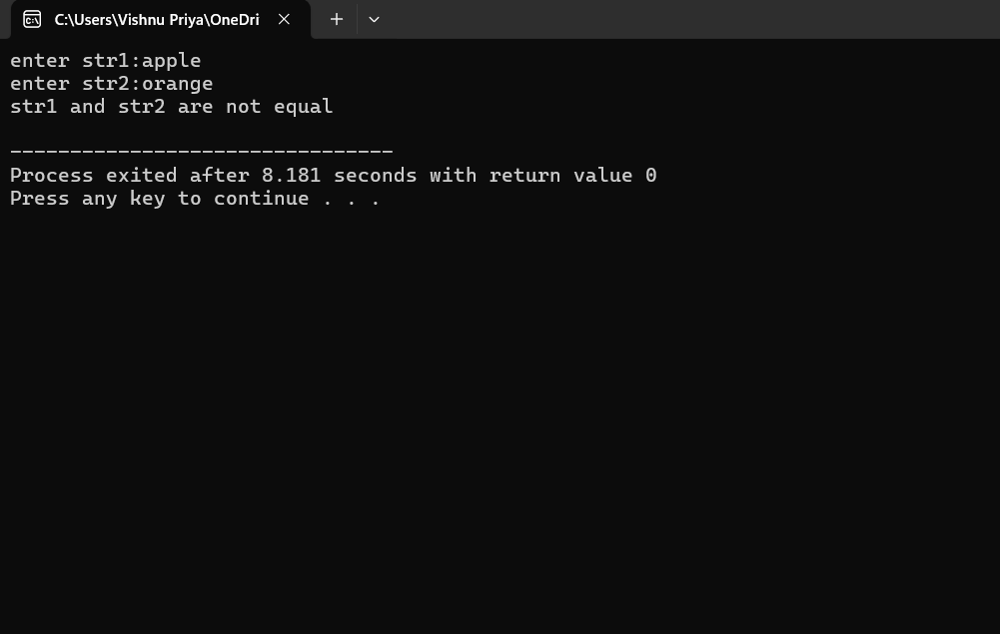 C:\Users\Vishnu Priya\OneDri
enter str1:apple
enter str2:orange
str1 and str2 are not equal
--------------------------------
Process exited after 8.181 seconds with return value 0
Press any key to continue . . .